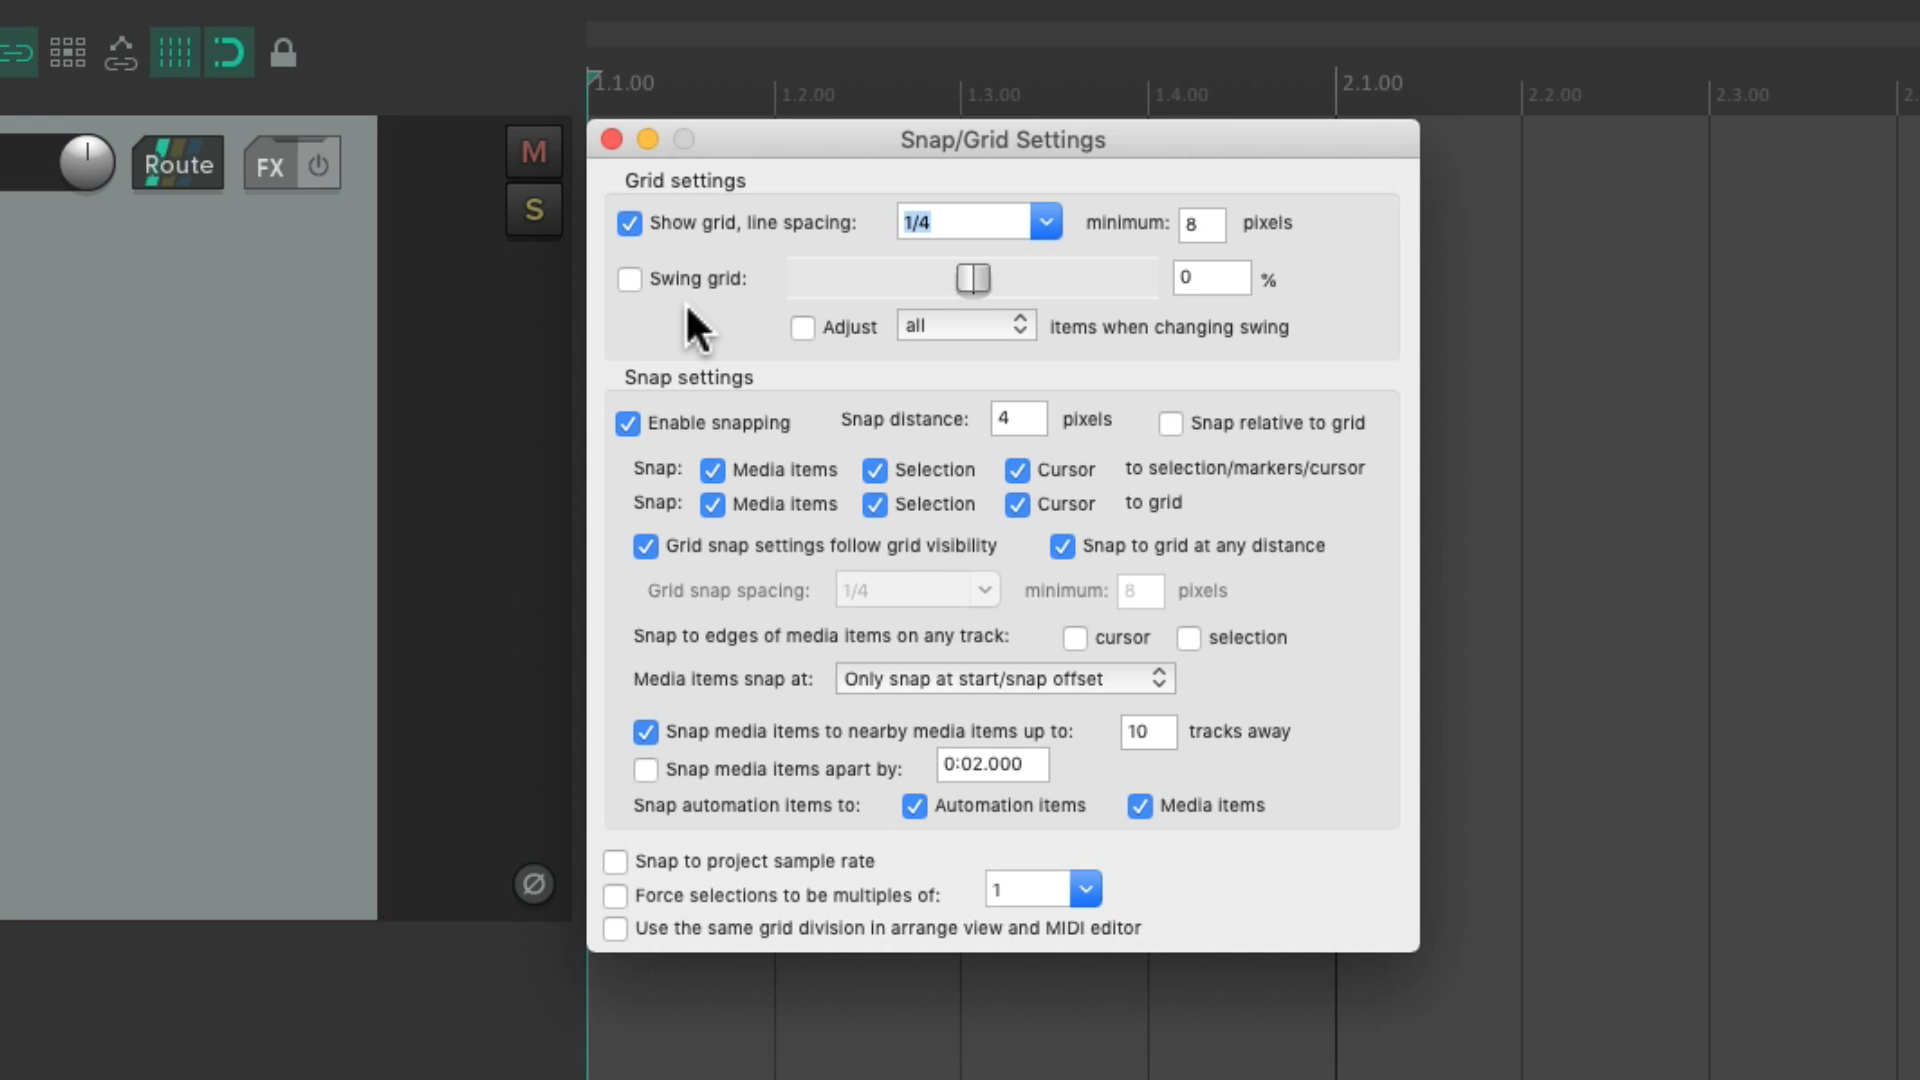 1.1.00
1.2.00
1.3.00
1.4.00
2.1.00
2.2.00
2.3.00
2.
Route
FX
M
S
Snap/Grid Settings
Grid settings
Show grid, line spacing: 1/4 minimum: 8 pixels
Swing grid: 0 %
Adjust all items when changing swing
Snap settings
Enable snapping Snap distance: 4 pixels Snap relative to grid
Snap: Media items Selection Cursor to selection/markers/cursor
Snap: Media items Selection Cursor to grid
Grid snap settings follow grid visibility Snap to grid at any distance
Grid snap spacing: 1/4 minimum: 8 pixels
Snap to edges of media items on any track: cursor selection
Media items snap at: Only snap at start/snap offset
Snap media items to nearby media items up to: 10 tracks away
Snap media items apart by: 0:02.000
Snap automation items to: Automation items Media items
Snap to project sample rate
Force selections to be multiples of: 1
Use the same grid division in arrange view and MIDI editor